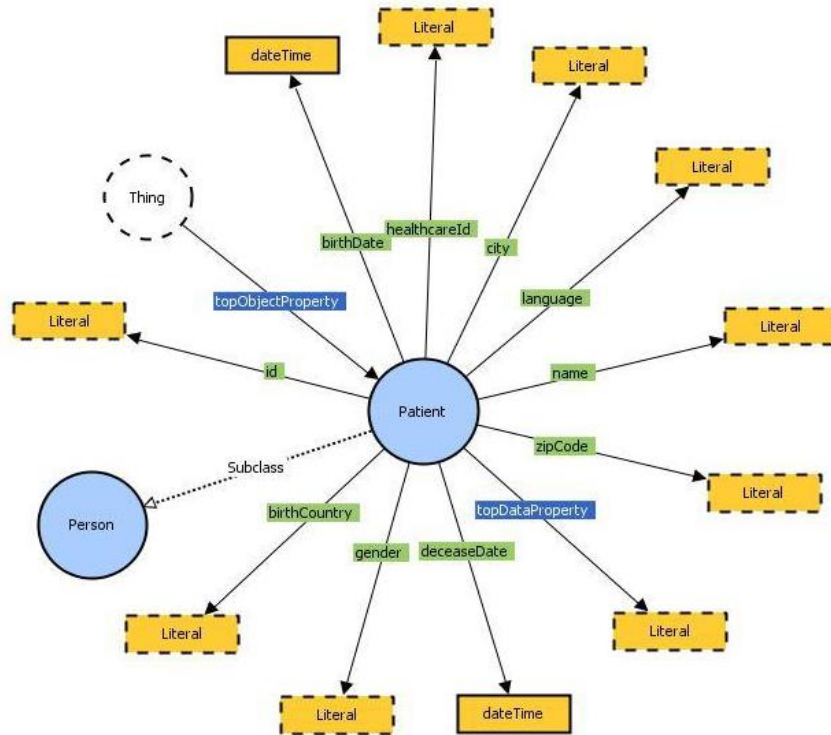 Literal
dateTime
Literal
Literal
Thing
birthDate
healthcareId
city
language
topObjectProperty
Literal
Literal
id
name
Patient
zipCode
Subclass
Literal
birthCountry
topDataProperty
Person
gender
deceaseDate
Literal
Literal
Literal
dateTime